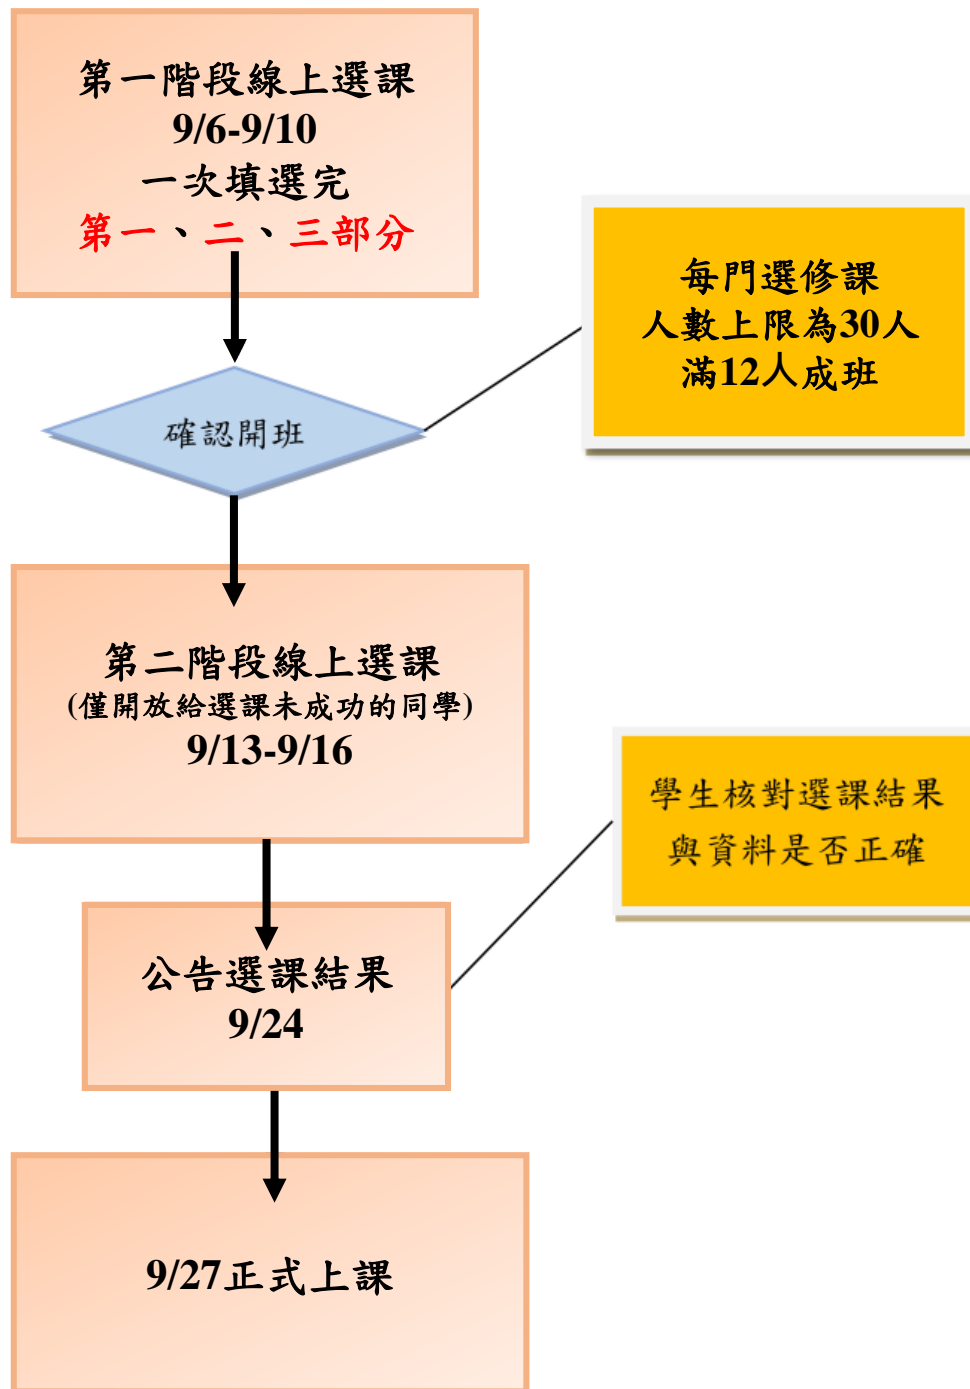 第一階段線上選課
9/6-9/10
一次填選完
第一、二、三部分
每門選修課
人數上限為30人
滿12人成班
確認開班
第二階段線上選課
(僅開放給選課未成功的同學)
9/13-9/16
學生核對選課結果
與資料是否正確
公告選課結果
9/24
9/27正式上課